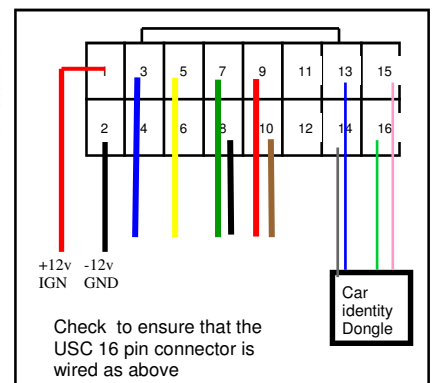 1 3 5 7 9 11 13 15
2 4 6 8 10 12 14 16
+12v -12v
IGN GND
Car
identity
Dongle
Check to ensure that the
USC 16 pin connector is
wired as above